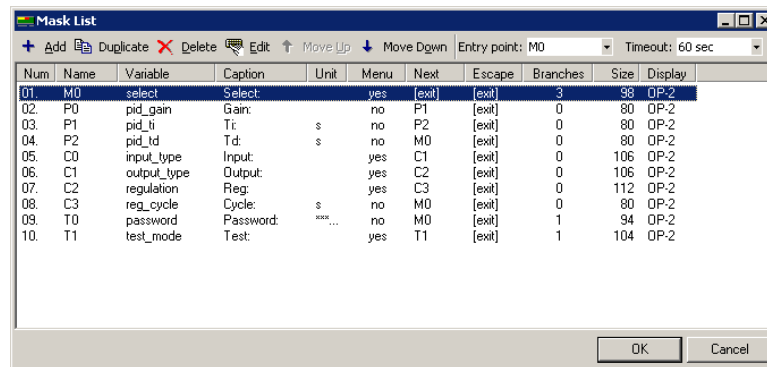 Mask List
Add Duplicate Delete Edit Move Up Move Down Entry point: M0 Timeout: 60 sec
Num Name Variable Caption Unit Menu Next Escape Branches Size Display
01. M0 select Select: yes [exit] [exit] 3 98 OP-2
02. P0 pid_gain Gain: no P1 [exit] 0 80 OP-2
03. P1 pid_ti Ti: s no P2 [exit] 0 80 OP-2
04. P2 pid_td Td: s no M0 [exit] 0 80 OP-2
05. C0 input_type Input: yes C1 [exit] 0 106 OP-2
06. C1 output_type Output: yes C2 [exit] 0 106 OP-2
07. C2 regulation Reg: yes C3 [exit] 0 112 OP-2
08. C3 reg_cycle Cycle: s no M0 [exit] 0 80 OP-2
09. T0 password Password: ***... no M0 [exit] 1 94 OP-2
10. T1 test_mode Test: yes T1 [exit] 1 104 OP-2
OK Cancel